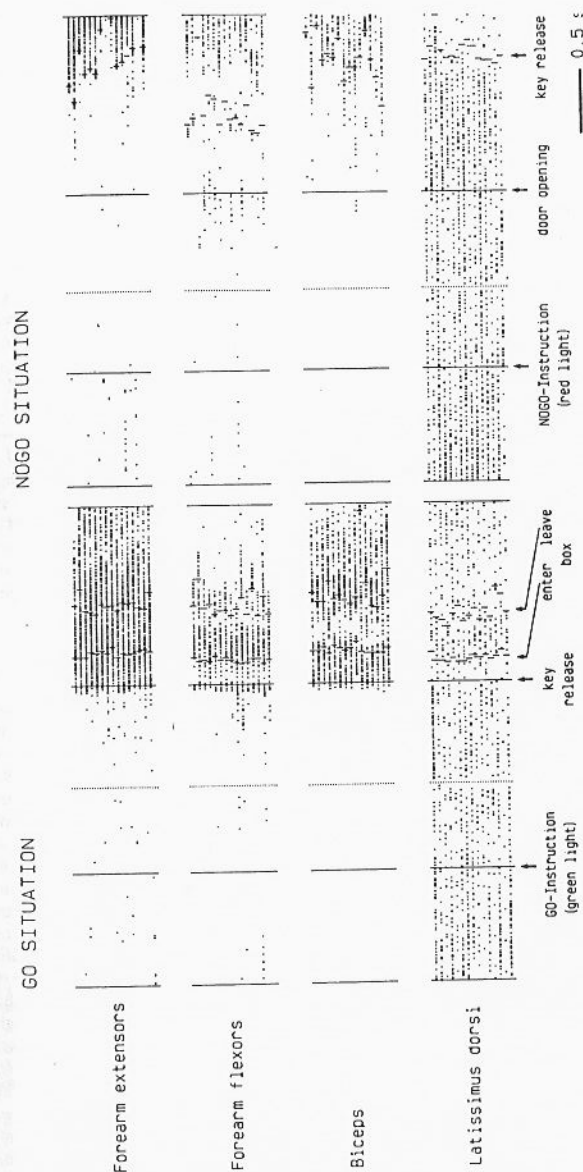 GO SITUATION
NOGO SITUATION
Forearm extensors
Forearm flexors
Biceps
Latissimus dorsi
GO-Instruction
(green light)
key
release
enter leave
box
NOGO-Instruction
(red light)
door opening
key release
0.5 s